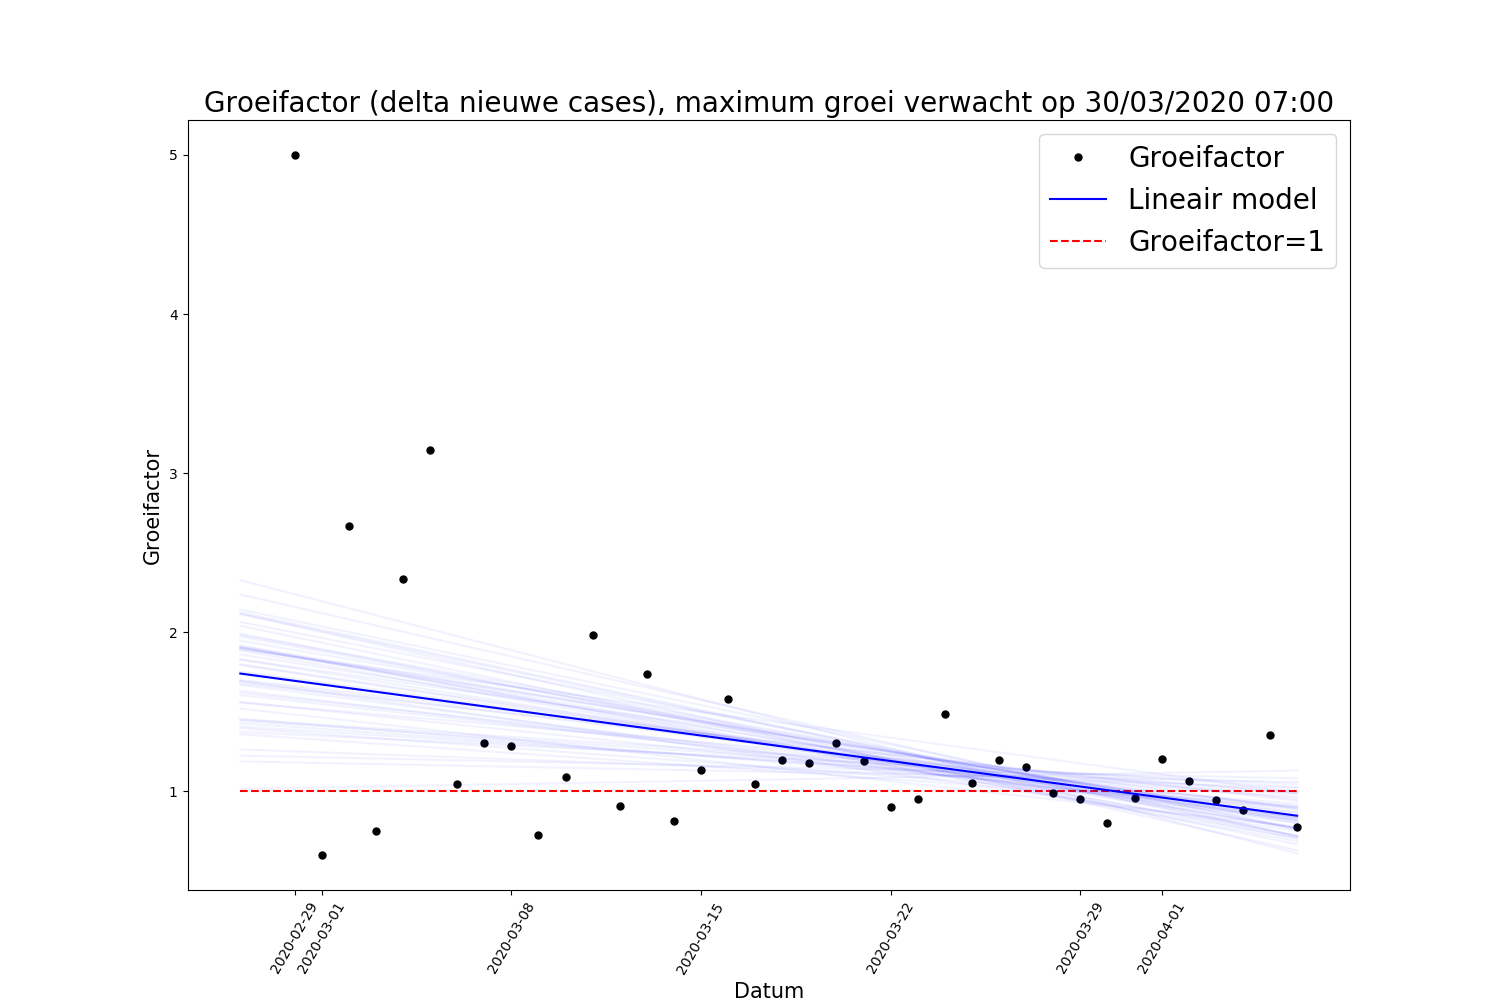 Groeifactor (delta nieuwe cases), maximum groei verwacht op 30/03/2020 07:00
Groeifactor
Lineair model
Groeifactor=1
5
4
3
2
1
Groeifactor
2020-02-29
2020-03-01
2020-03-08
2020-03-15
2020-03-22
2020-03-29
2020-04-01
Datum